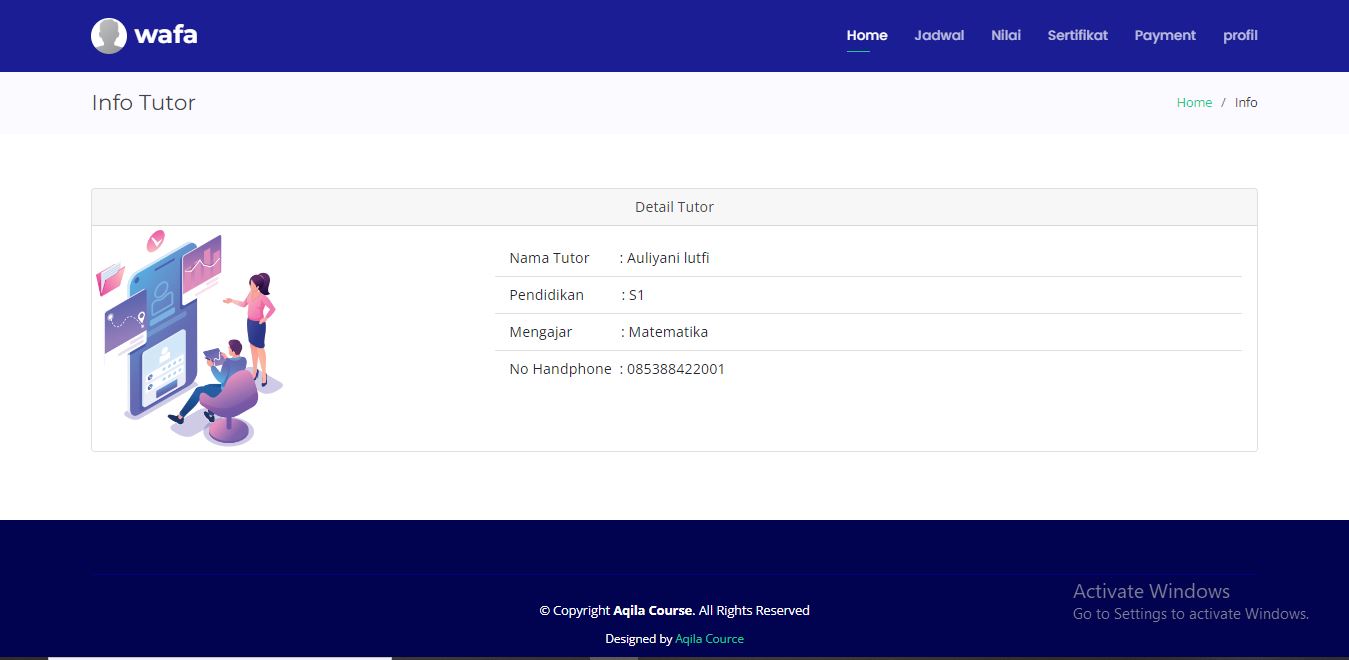 wafa
Home Jadwal Nilai Sertifikat Payment profil
Info Tutor
Home / Info
Detail Tutor
Nama Tutor : Auliyani lutfi
Pendidikan : S1
Mengajar : Matematika
No Handphone : 085388422001
© Copyright Aqila Course. All Rights Reserved
Designed by Aqila Cource
Activate Windows
Go to Settings to activate Windows.